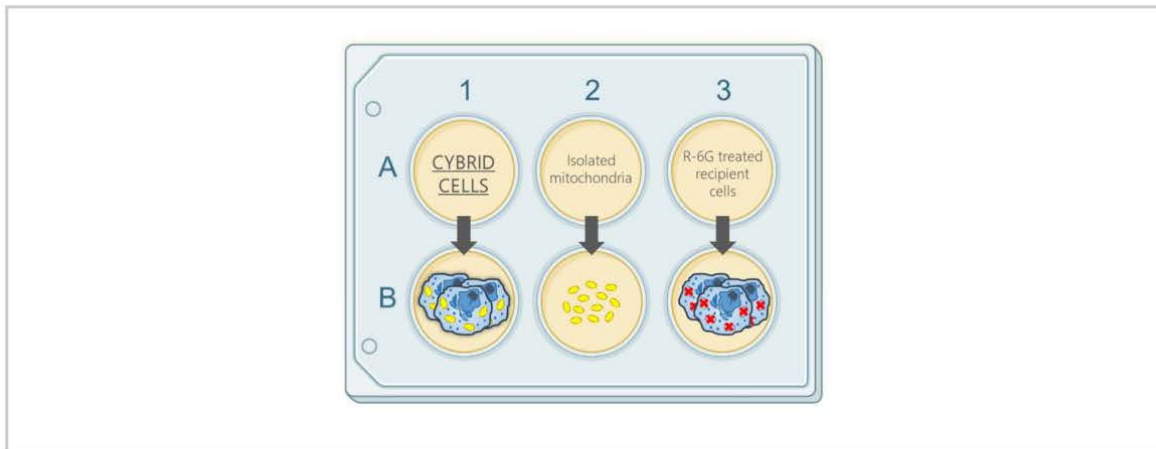 1 2 3
A
CYBRID
CELLS
Isolated
mitochondria
R-6G treated
recipient
cells
B